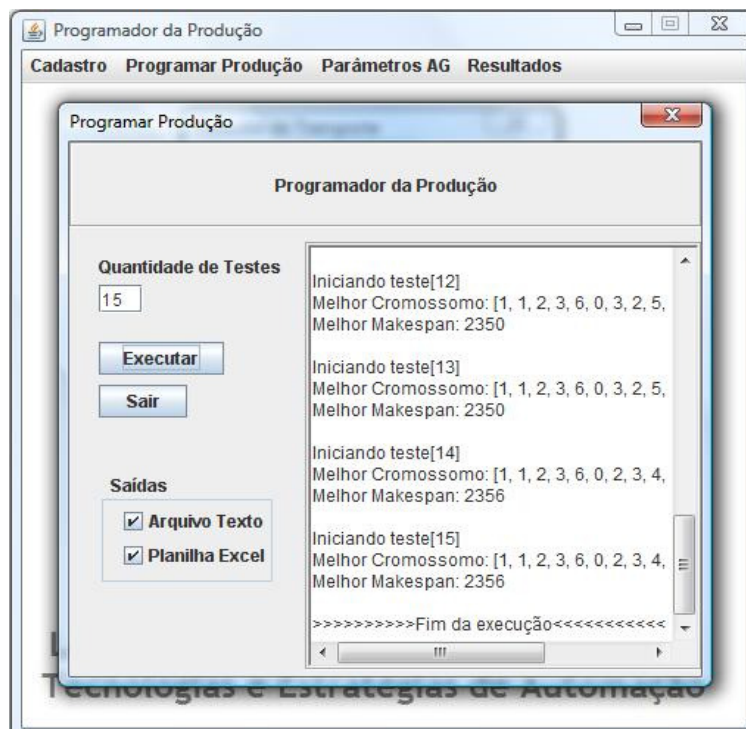 Programador da Produção
Cadastro Programar Produção Parâmetros AG Resultados
Programar Produção
Programador da Produção
Quantidade de Testes
15
Executar
Sair
Saídas
Arquivo Texto
Planilha Excel
Iniciando teste[12]
Melhor Cromossomo: [1, 1, 2, 3, 6, 0, 3, 2, 5,
Melhor Makespan: 2350
Iniciando teste[13]
Melhor Cromossomo: [1, 1, 2, 3, 6, 0, 3, 2, 5,
Melhor Makespan: 2350
Iniciando teste[14]
Melhor Cromossomo: [1, 1, 2, 3, 6, 0, 2, 3, 4,
Melhor Makespan: 2356
Iniciando teste[15]
Melhor Cromossomo: [1, 1, 2, 3, 6, 0, 2, 3, 4,
Melhor Makespan: 2356
>>>>>>>>>>Fim da execução<<<<<<<<<<<
Tecnologias e Estratégias de Automação